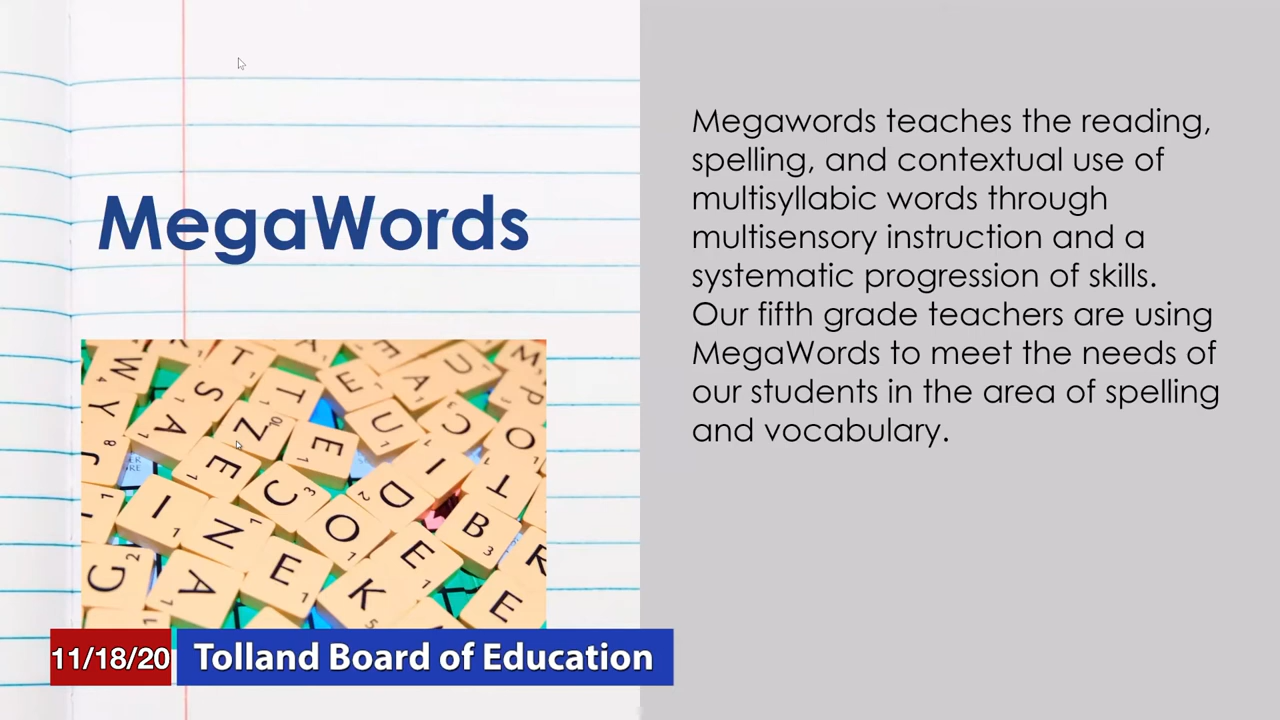 MegaWords
Megawords teaches the reading,
spelling, and contextual use of
multisyllabic words through
multisensory instruction and a
systematic progression of skills.
Our fifth grade teachers are using
MegaWords to meet the needs of
our students in the area of spelling
and vocabulary.
11/18/20 Tolland Board of Education